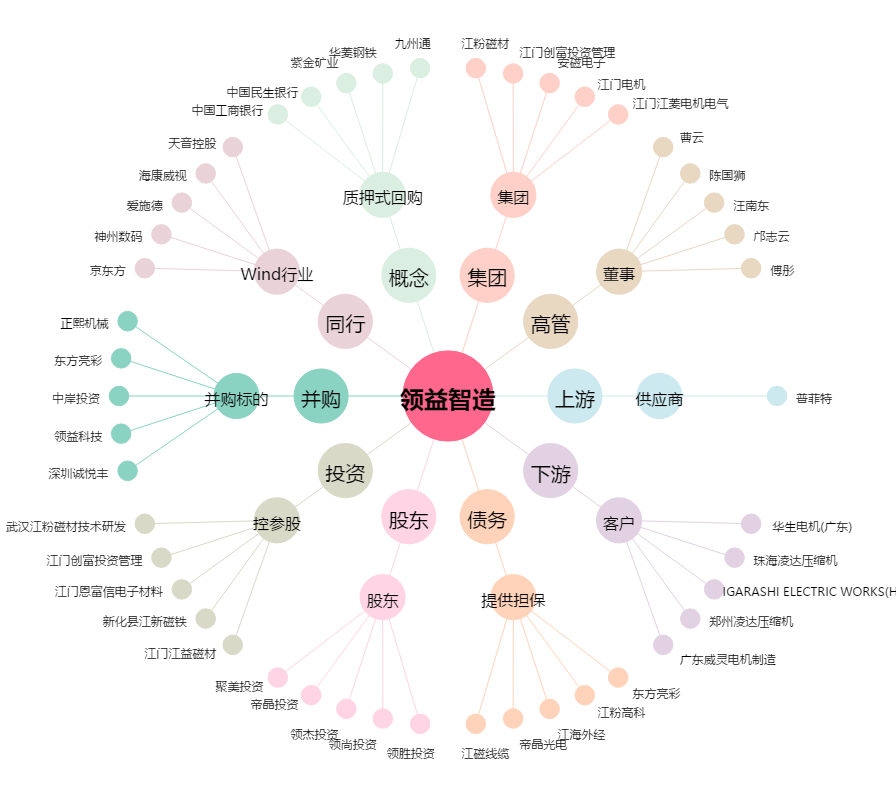 九州通
江粉磁材
华菱钢铁
江门创富投资管理
紫金矿业
安磁电子
中国民生银行
江门电机
中国工商银行
江门江菱电机电气
天音控股
曹云
海康威视
陈国狮
质押式回购
集团
爱施德
汪南东
神州数码
邝志云
京东方
Wind行业
董事
傅彤
概念
集团
同行
高管
正熙机械
东方亮彩
中岸投资
并购标的
并购
领益智造
上游
供应商
普菲特
领益科技
深圳诚悦丰
投资
下游
武汉江粉磁材技术研发
控参股
股东
债务
客户
华生电机(广东)
江门创富投资管理
珠海凌达压缩机
江门恩富信电子材料
IGARASHI ELECTRIC WORKS(H
新化县江新磁铁
股东
提供担保
郑州凌达压缩机
江门江益磁材
广东威灵电机制造
聚美投资
东方亮彩
帝晶投资
江粉高科
领杰投资
江海外经
领尚投资
帝晶光电
领胜投资
江磁线缆